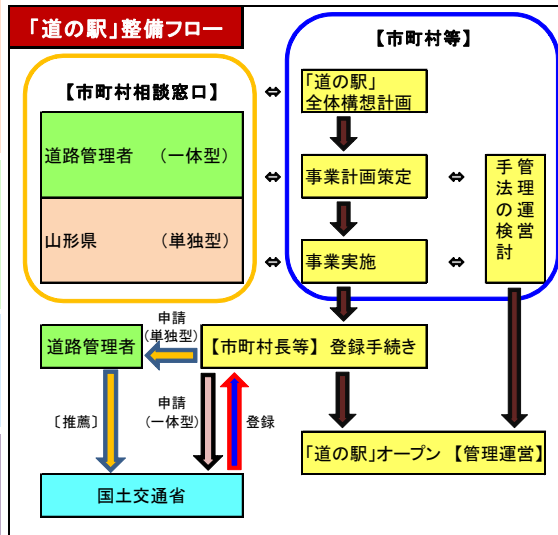 「道の駅」整備フロー
【市町村相談窓口】
道路管理者 (一体型)
山形県 (単独型)
【市町村等】
「道の駅」
全体構想計画
事業計画策定
事業実施
管理運営
手法の検討
⇔
⇔
⇔
⇔
⇔
申請
(単独型)
道路管理者
【市町村長等】 登録手続き
〔推薦〕
申請
(一体型)
登録
国土交通省
「道の駅」オープン 【管理運営】